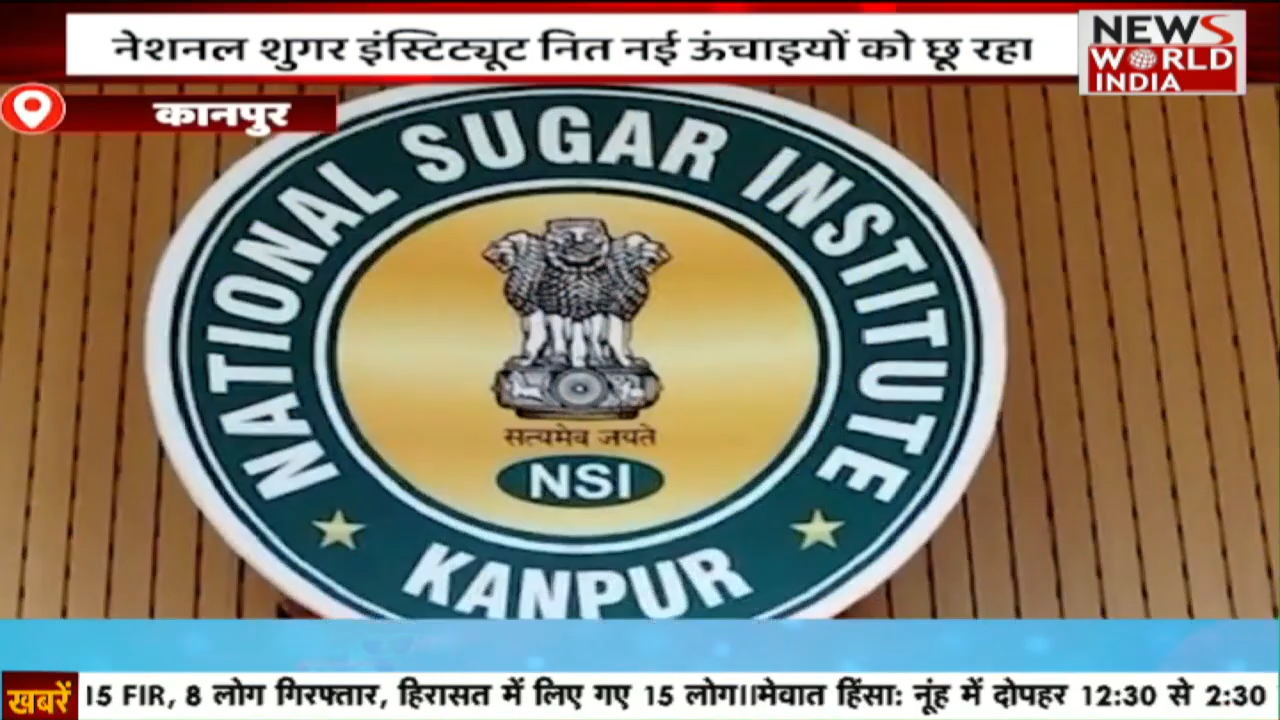 नेशनल शुगर इंस्टिट्यूट नित नई ऊंचाइयों को छू रहा
NEWS
WORLD
INDIA
कानपुर
NATIONAL SUGAR INSTITUTE
सत्यमेव जयते
NSI
KANPUR
खबरें
15 FIR, 8 लोग गिरफ्तार, हिरासत में लिए गए 15 लोग||मेवात हिंसा: नूंह में दोपहर 12:30 से 2:30